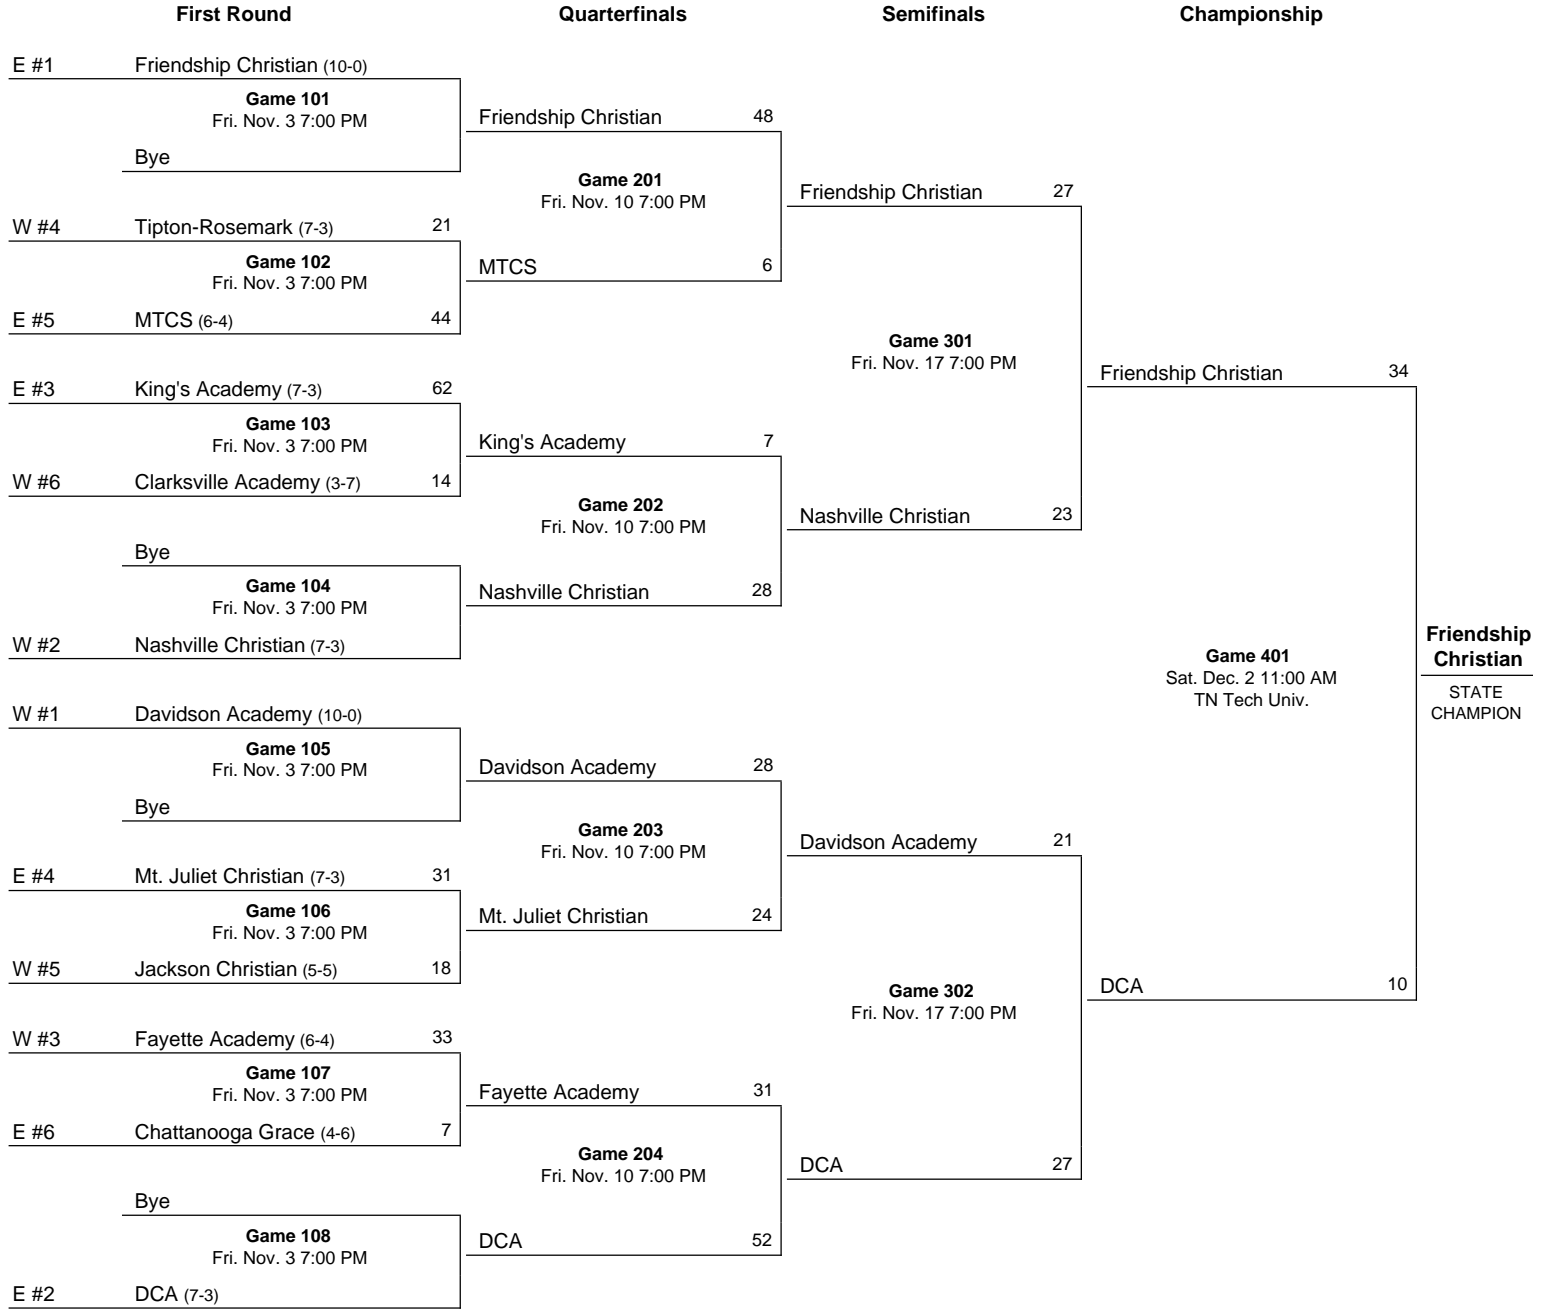 First Round
Quarterfinals
Semifinals
Championship
E #1 Friendship Christian (10-0)
Game 101
Fri. Nov. 3 7:00 PM
Bye
W #4 Tipton-Rosemark (7-3) 21
Game 102
Fri. Nov. 3 7:00 PM
E #5 MTCS (6-4) 44
E #3 King's Academy (7-3) 62
Game 103
Fri. Nov. 3 7:00 PM
W #6 Clarksville Academy (3-7) 14
Bye
Game 104
Fri. Nov. 3 7:00 PM
W #2 Nashville Christian (7-3)
W #1 Davidson Academy (10-0)
Game 105
Fri. Nov. 3 7:00 PM
Bye
E #4 Mt. Juliet Christian (7-3) 31
Game 106
Fri. Nov. 3 7:00 PM
W #5 Jackson Christian (5-5) 18
W #3 Fayette Academy (6-4) 33
Game 107
Fri. Nov. 3 7:00 PM
E #6 Chattanooga Grace (4-6) 7
Bye
Game 108
Fri. Nov. 3 7:00 PM
E #2 DCA (7-3)
Friendship Christian 48
Game 201
Fri. Nov. 10 7:00 PM
MTCS 6
King's Academy 7
Game 202
Fri. Nov. 10 7:00 PM
Nashville Christian 28
Davidson Academy 28
Game 203
Fri. Nov. 10 7:00 PM
Mt. Juliet Christian 24
Fayette Academy 31
Game 204
Fri. Nov. 10 7:00 PM
DCA 52
Friendship Christian 27
Game 301
Fri. Nov. 17 7:00 PM
Nashville Christian 23
Davidson Academy 21
Game 302
Fri. Nov. 17 7:00 PM
DCA 27
Friendship Christian 34
Game 401
Sat. Dec. 2 11:00 AM
TN Tech Univ.
DCA 10
Friendship
Christian
STATE
CHAMPION